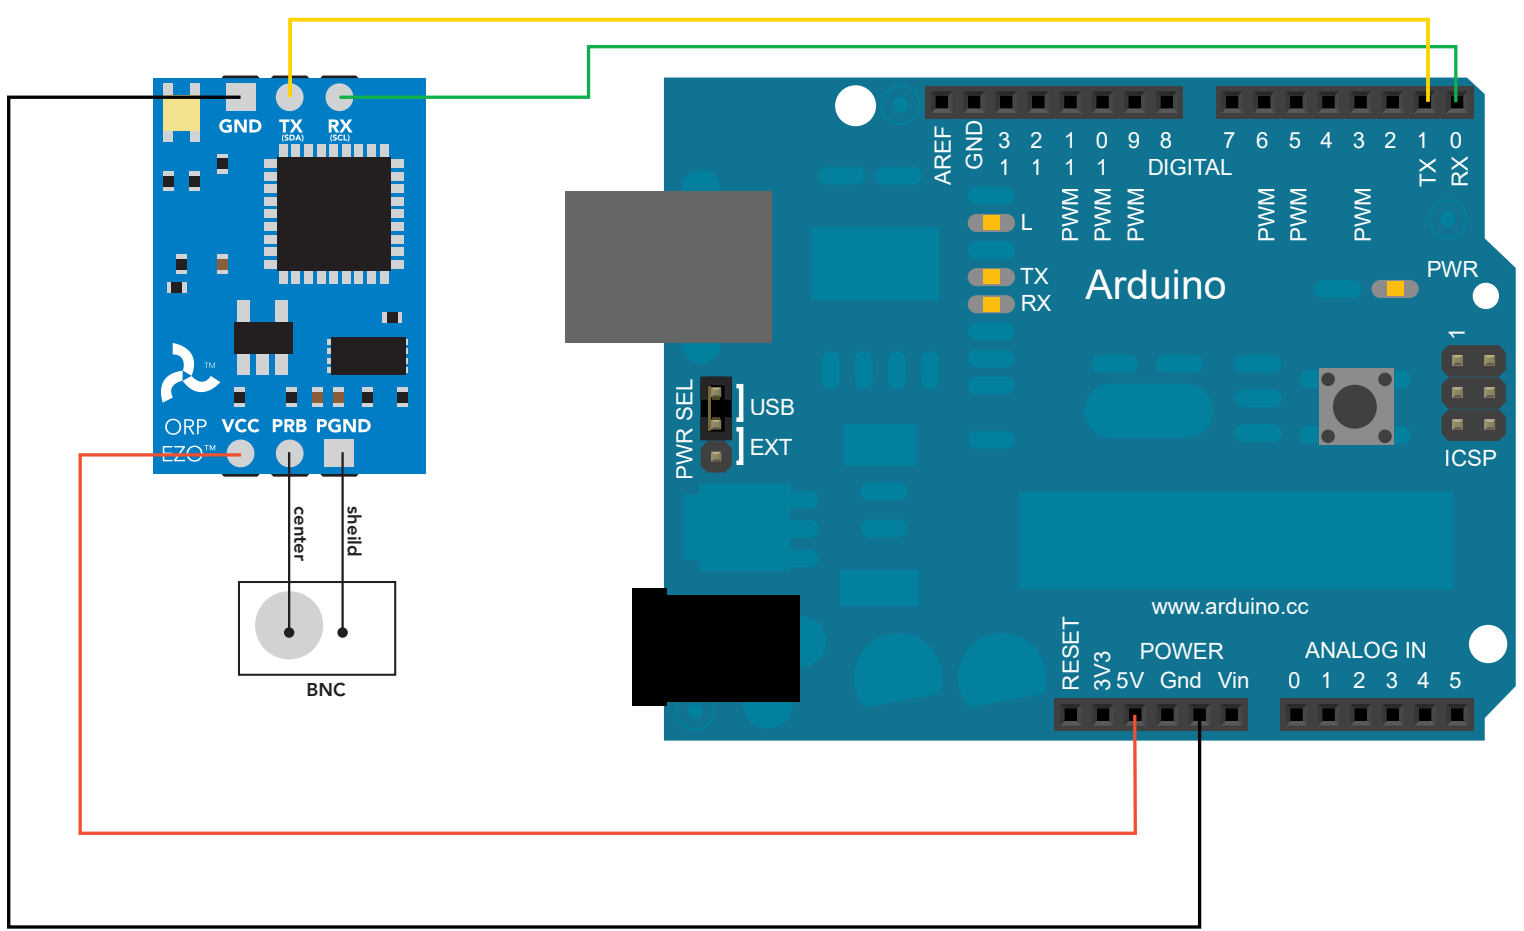 GND TX RX
(SDA) (SCL)
TM
ORP VCC PRB PGND
EZO™
center
sheild
BNC
AREF
GND
3 2 1 0 9 8
1 1 1 1
DIGITAL
7 6 5 4 3 2 1 0
TX
RX
PWM
PWM
PWM
PWM
PWM
PWM
L
TX
RX
Arduino
PWR
1
ICSP
PWR SEL
USB
EXT
www.arduino.cc
RESET
3V3
POWER
5V Gnd Vin
ANALOG IN
0 1 2 3 4 5